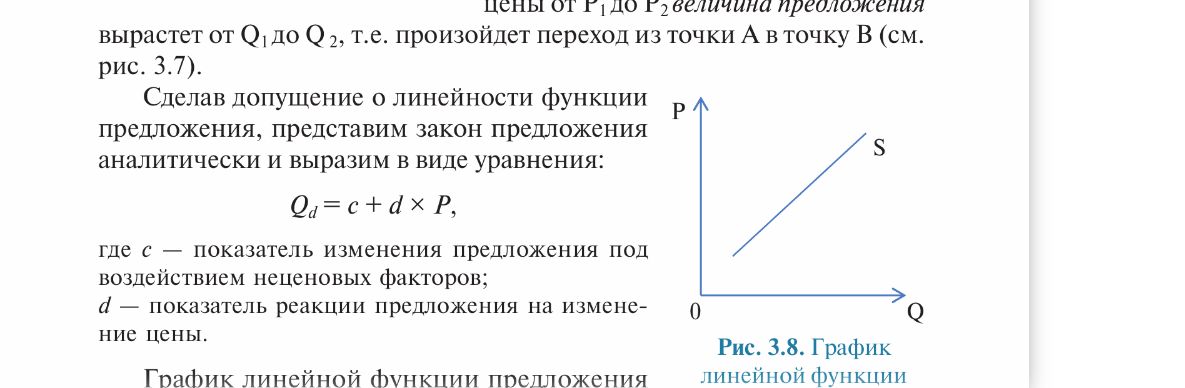 цены от P1 до P2 величина предложения
вырастет от Q1 до Q 2, т.е. произойдет переход из точки А в точку В (см.
рис. 3.7).
Сделав допущение о линейности функции
предложения, представим закон предложения
аналитически и выразим в виде уравнения:
Qd = c + d × P,
где c — показатель изменения предложения под
воздействием неценовых факторов;
d — показатель реакции предложения на измене-
ние цены.
График линейной функции предложения
P
S
0
Q
Рис. 3.8. График
линейной функции